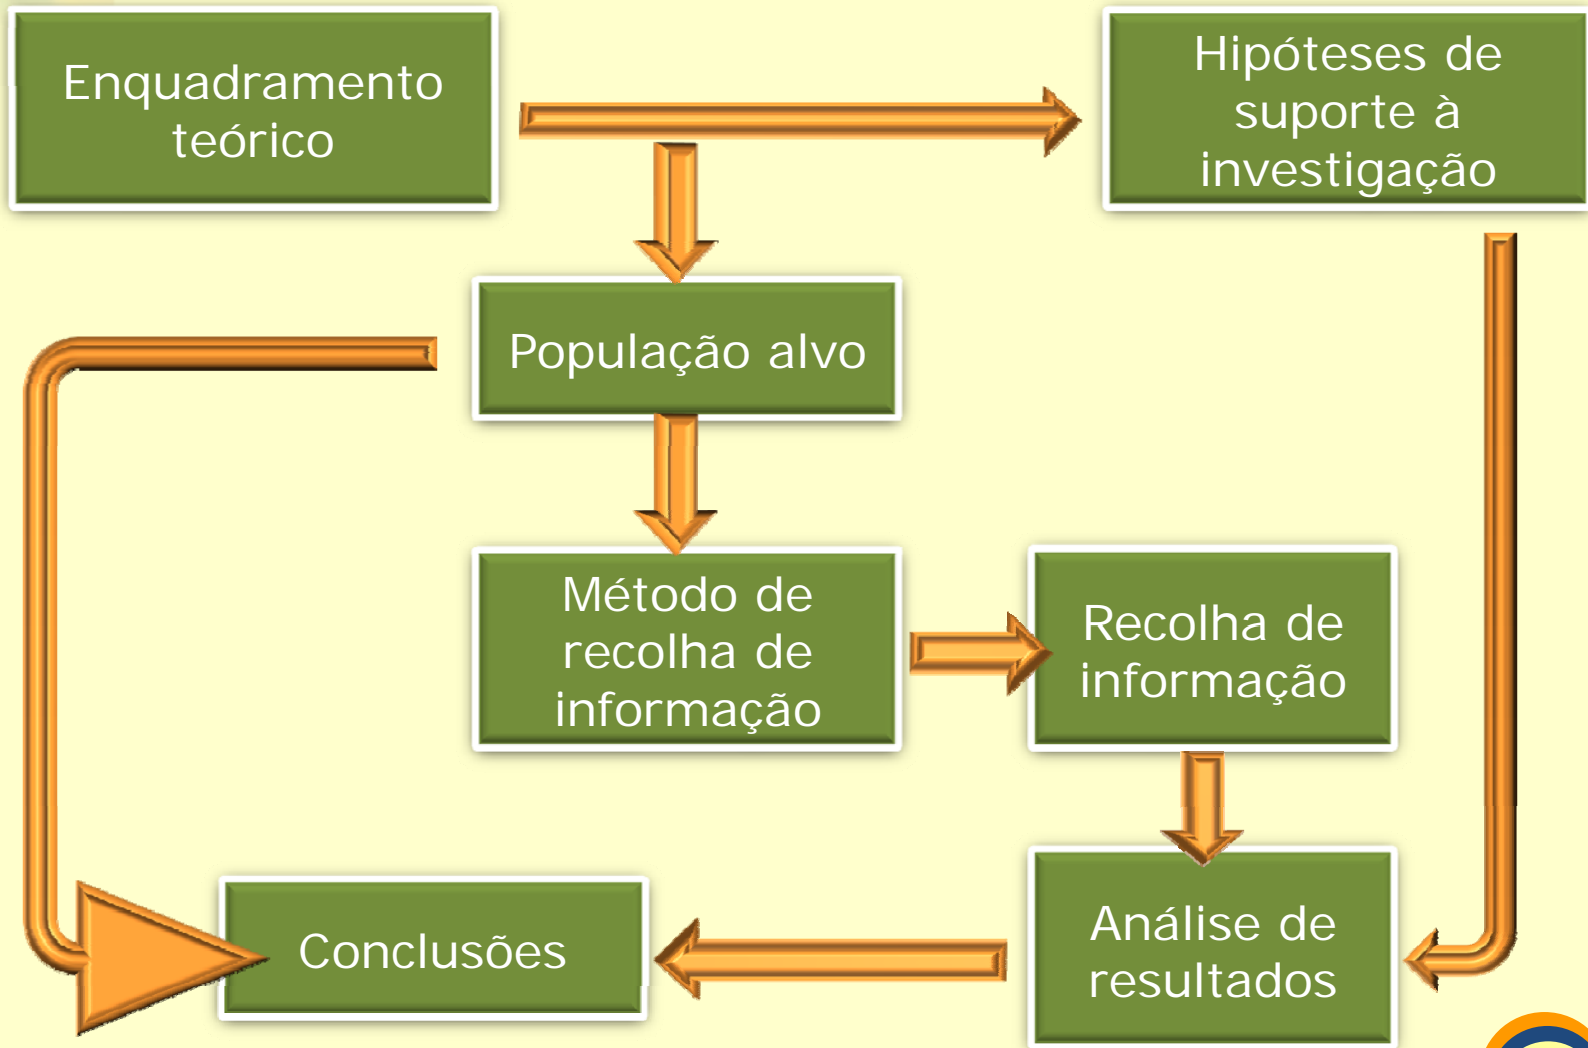 Enquadramento
teórico
Hipóteses de
suporte à
investigação
População alvo
Método de
recolha de
informação
Recolha de
informação
Análise de
resultados
Conclusões